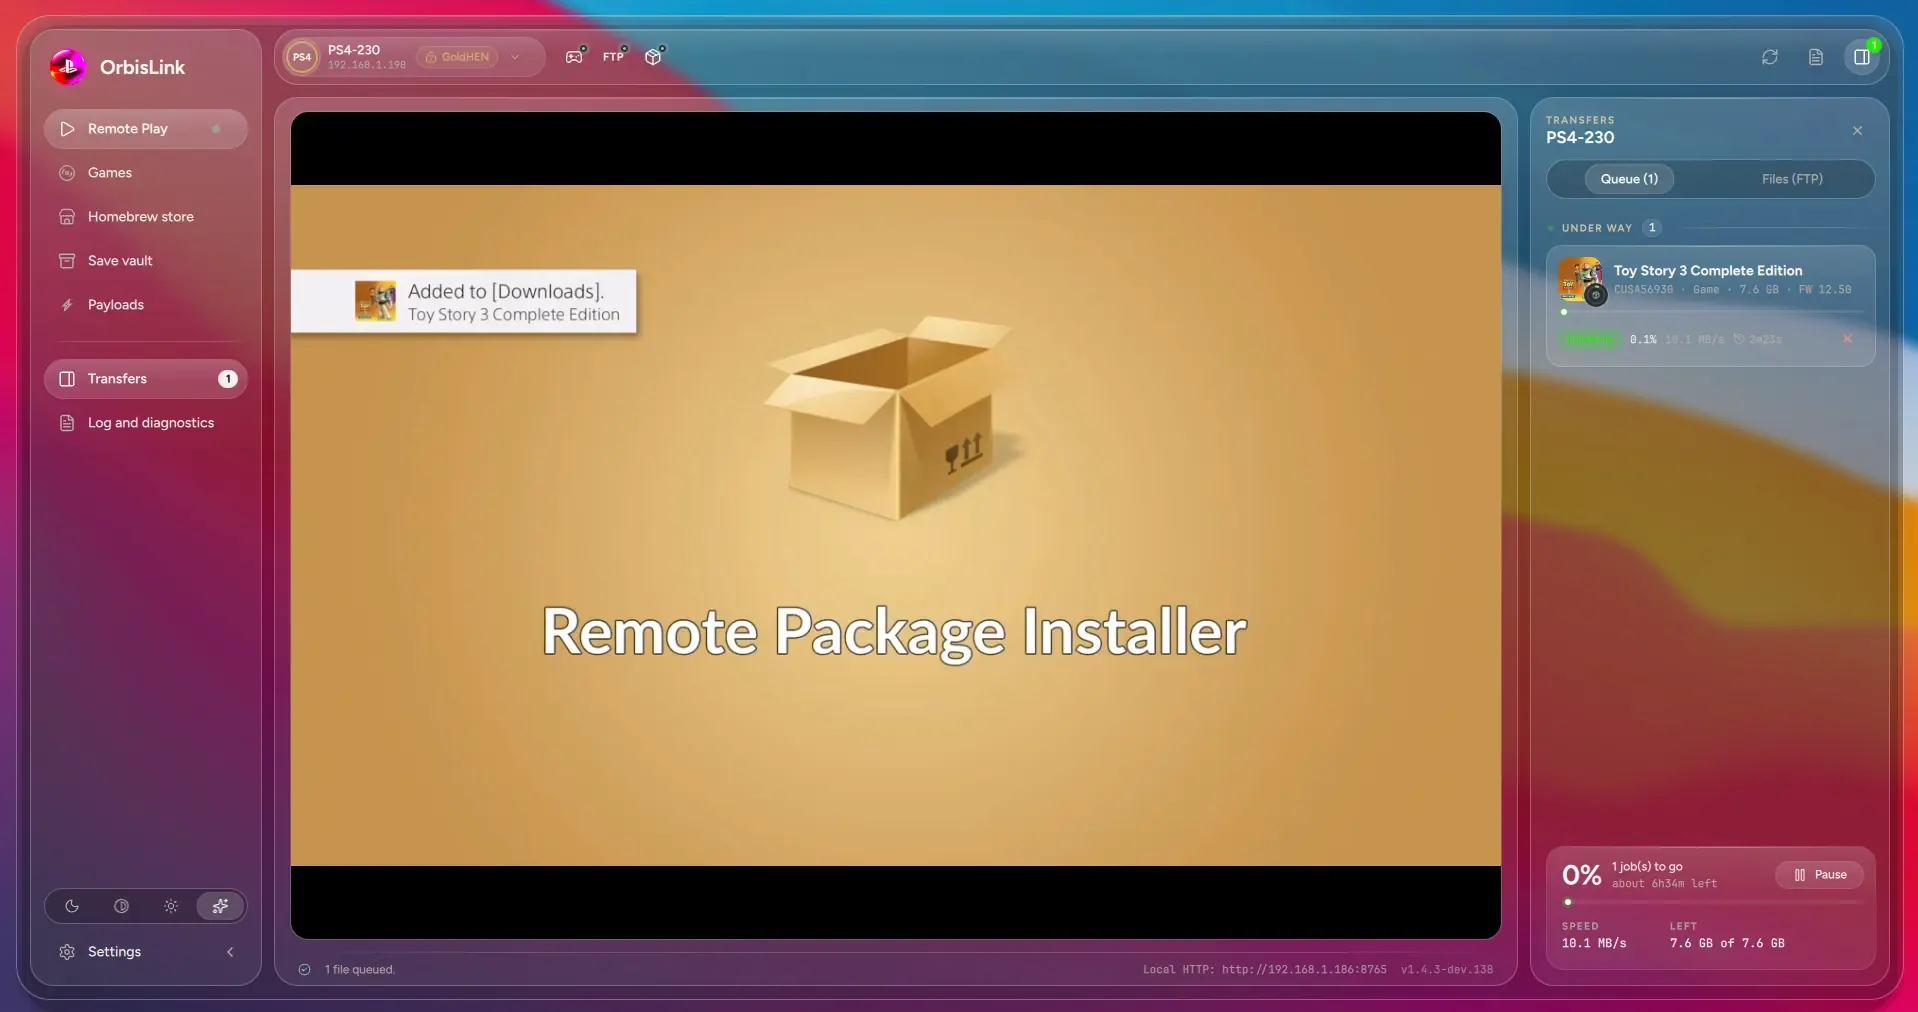 OrbisLink
Remote Play
Games
Homebrew store
Save vault
Payloads
Transfers 1
Log and diagnostics
Settings
PS4
PS4-230
192.168.1.198
GoldHEN
FTP
1
Added to [Downloads].
Toy Story 3 Complete Edition
Remote Package Installer
1 file queued.
Local HTTP: http://192.168.1.186:8765 v1.4.3-dev.138
TRANSFERS
PS4-230
Queue (1) Files (FTP)
UNDER WAY 1
Toy Story 3 Complete Edition
CUSA56930 · Game · 7.6 GB · FW 12.50
0.1% 10.1 MB/s 2m23s
0% 1 job(s) to go
about 6h34m left
Pause
SPEED LEFT
10.1 MB/s 7.6 GB of 7.6 GB